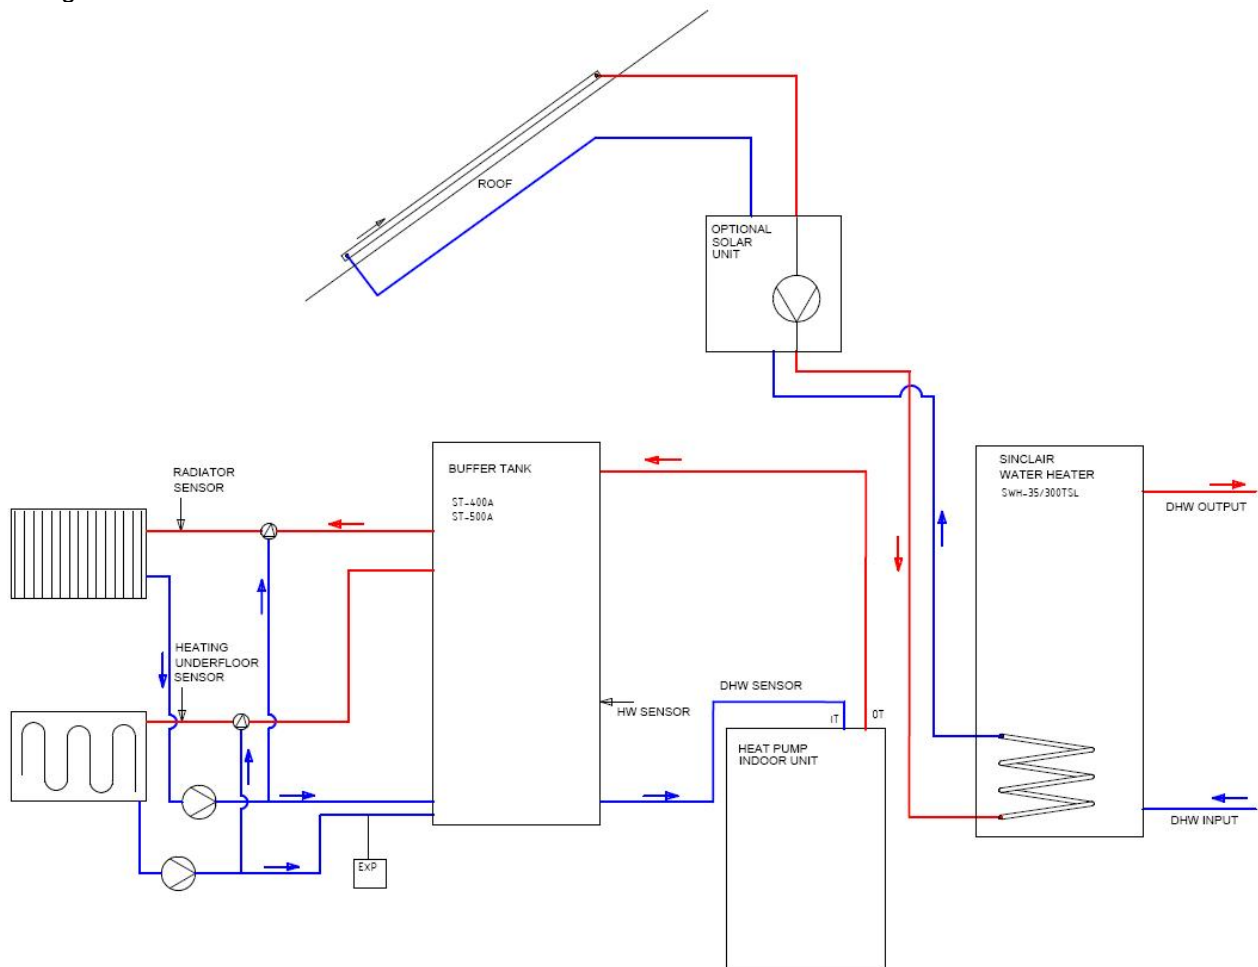 ROOF
OPTIONAL
SOLAR
UNIT
RADIATOR
SENSOR
BUFFER TANK
ST-400A
ST-500A
SINCLAIR
WATER HEATER
SWH-35/300TSL
DHW OUTPUT
HEATING
UNDERFLOOR
SENSOR
DHW SENSOR
HW SENSOR
IT
OT
HEAT PUMP
INDOOR UNIT
DHW INPUT
ExP